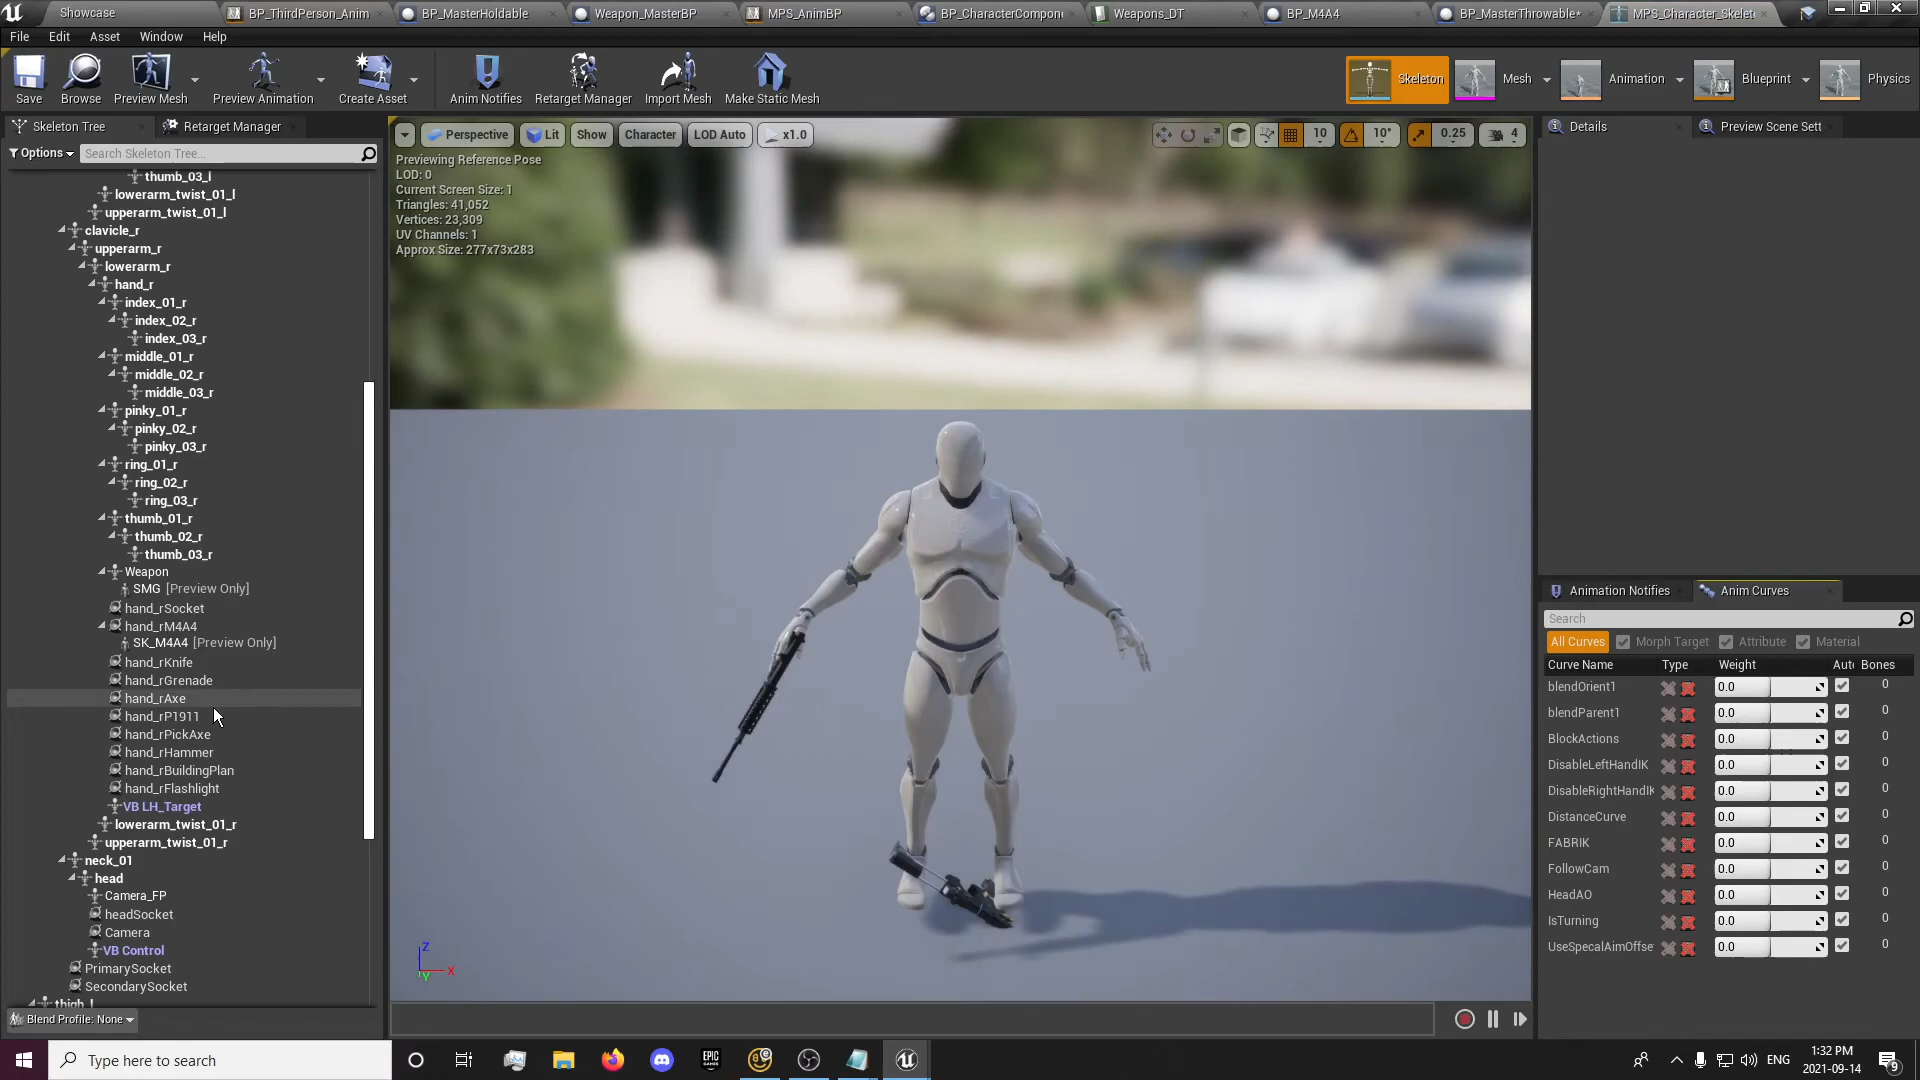 Showcase
BP_ThirdPerson_Anim
BP_MasterHoldable
Weapon_MasterBP
MPS_AnimBP
BP_CharacterCompon
Weapons_DT
BP_M4A4
BP_MasterThrowable*
MPS_Character_Skelet
File Edit Asset Window Help
Save
Browse
Preview Mesh
Preview Animation
Create Asset
Anim Notifies
Retarget Manager
Import Mesh
Make Static Mesh
Skeleton
Mesh
Animation
Blueprint
Physics
Skeleton Tree
Retarget Manager
Options
Search Skeleton Tree...
thumb_03_l
lowerarm_twist_01_l
upperarm_twist_01_l
clavicle_r
upperarm_r
lowerarm_r
hand_r
index_01_r
index_02_r
index_03_r
middle_01_r
middle_02_r
middle_03_r
pinky_01_r
pinky_02_r
pinky_03_r
ring_01_r
ring_02_r
ring_03_r
thumb_01_r
thumb_02_r
thumb_03_r
Weapon
SMG [Preview Only]
hand_rSocket
hand_rM4A4
SK_M4A4 [Preview Only]
hand_rKnife
hand_rGrenade
hand_rAxe
hand_rP1911
hand_rPickAxe
hand_rHammer
hand_rBuildingPlan
hand_rFlashlight
VB LH_Target
lowerarm_twist_01_r
upperarm_twist_01_r
neck_01
head
Camera_FP
headSocket
Camera
VB Control
PrimarySocket
SecondarySocket
thigh_l
Blend Profile: None
Perspective
Lit
Show
Character
LOD Auto
x1.0
10
10°
0.25
4
Previewing Reference Pose
LOD: 0
Current Screen Size: 1
Triangles: 41,052
Vertices: 23,309
UV Channels: 1
Approx Size: 277x73x283
Z
X
Y
Details
Preview Scene Sett
Animation Notifies
Anim Curves
Search
All Curves
Morph Target
Attribute
Material
Curve Name Type Weight Aut Bones
blendOrient1 0.0 0
blendParent1 0.0 0
BlockActions 0.0 0
DisableLeftHandIK 0.0 0
DisableRightHandIK 0.0 0
DistanceCurve 0.0 0
FABRIK 0.0 0
FollowCam 0.0 0
HeadAO 0.0 0
IsTurning 0.0 0
UseSpecalAimOffse 0.0 0
Type here to search
EPIC GAMES
ENG
1:32 PM
2021-09-14
9